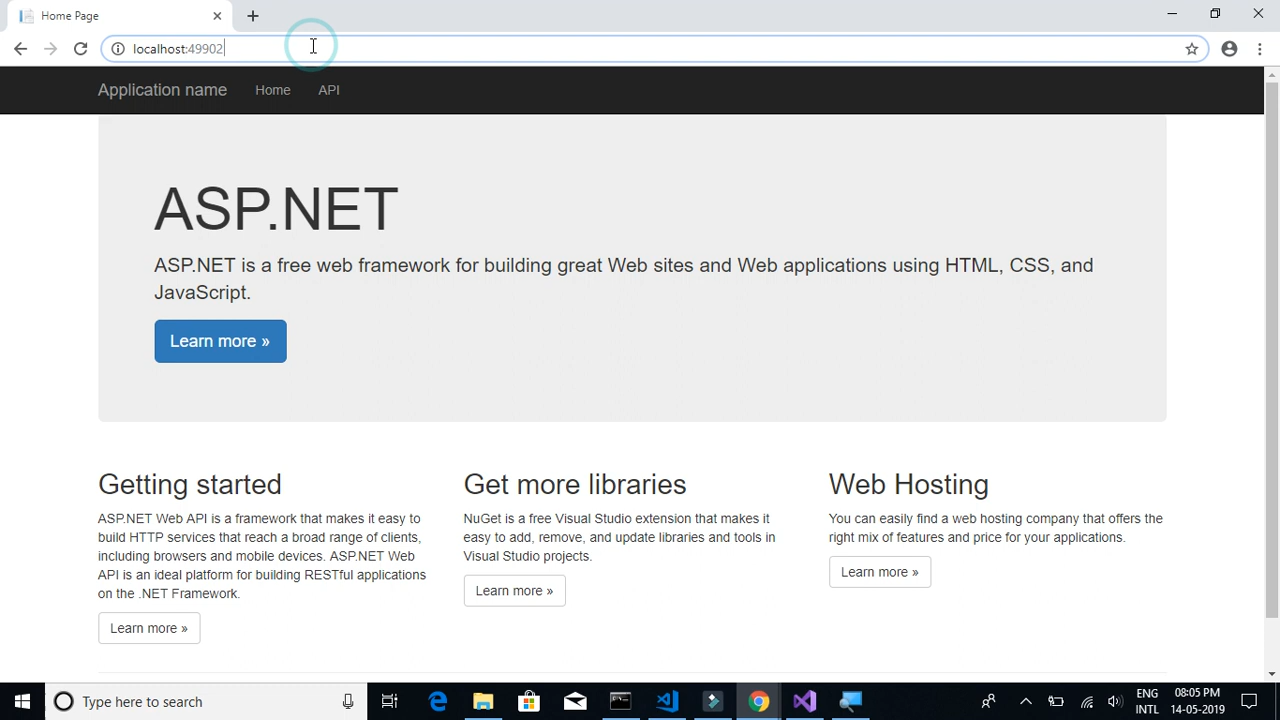 Home Page
localhost:49902
Application name Home API
ASP.NET
ASP.NET is a free web framework for building great Web sites and Web applications using HTML, CSS, and
JavaScript.
Learn more »
Getting started
ASP.NET Web API is a framework that makes it easy to
build HTTP services that reach a broad range of clients,
including browsers and mobile devices. ASP.NET Web
API is an ideal platform for building RESTful applications
on the .NET Framework.
Learn more »
Get more libraries
NuGet is a free Visual Studio extension that makes it
easy to add, remove, and update libraries and tools in
Visual Studio projects.
Learn more »
Web Hosting
You can easily find a web hosting company that offers the
right mix of features and price for your applications.
Learn more »
Type here to search
ENG
INTL
08:05 PM
14-05-2019